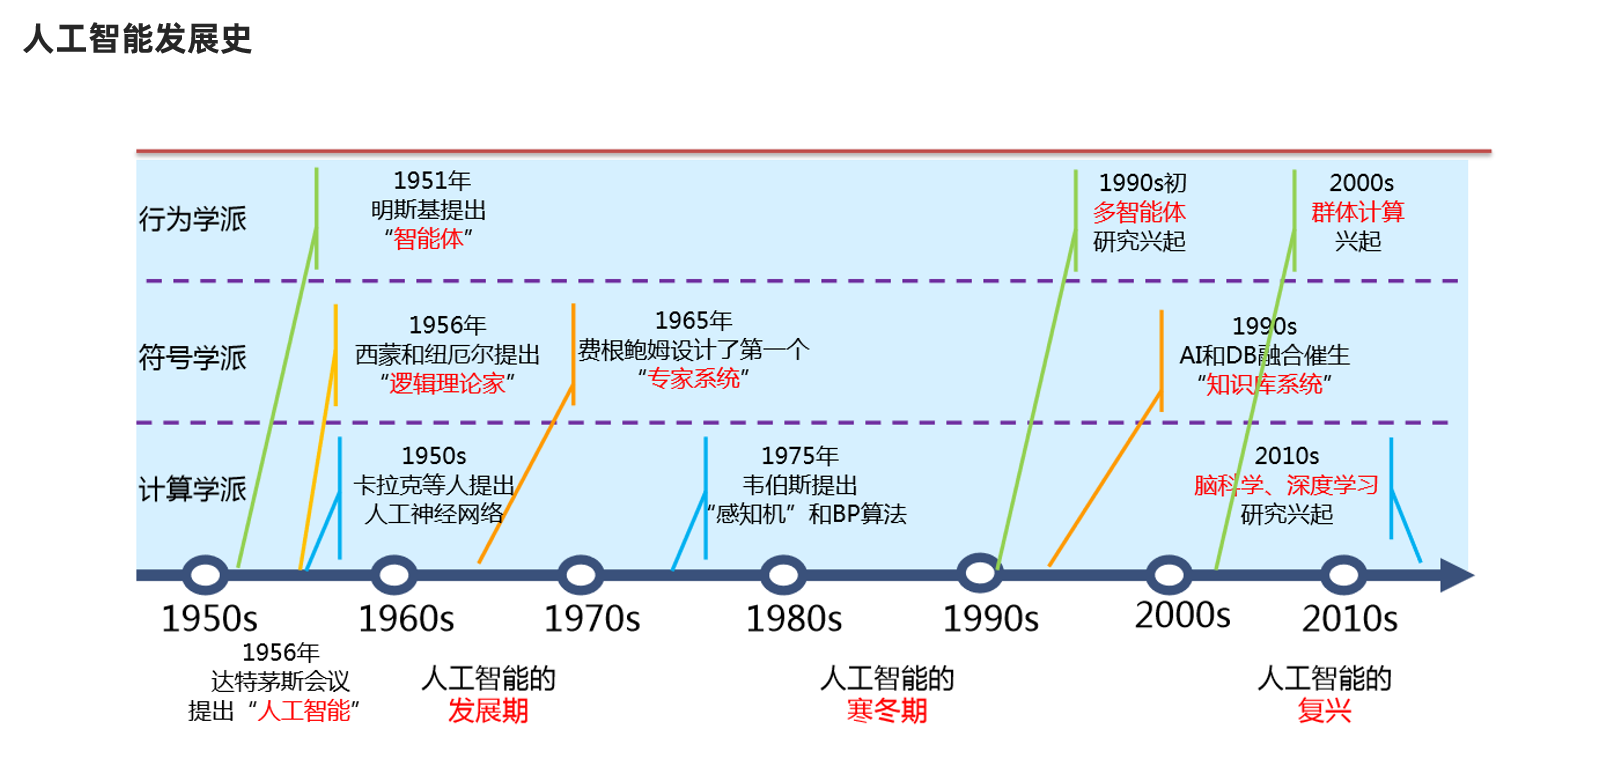 人工智能发展史
行为学派
1951年
明斯基提出
“智能体”
1990s初
多智能体
研究兴起
2000s
群体计算
兴起
符号学派
1956年
西蒙和纽厄尔提出
“逻辑理论家”
1965年
费根鲍姆设计了第一个
“专家系统”
1990s
AI和DB融合催生
“知识库系统”
计算学派
1950s
卡拉克等人提出
人工神经网络
1975年
韦伯斯提出
“感知机”和BP算法
2010s
脑科学、深度学习
研究兴起
1950s
1960s
1970s
1980s
1990s
2000s
2010s
1956年
达特茅斯会议
提出“人工智能”
人工智能的
发展期
人工智能的
寒冬期
人工智能的
复兴